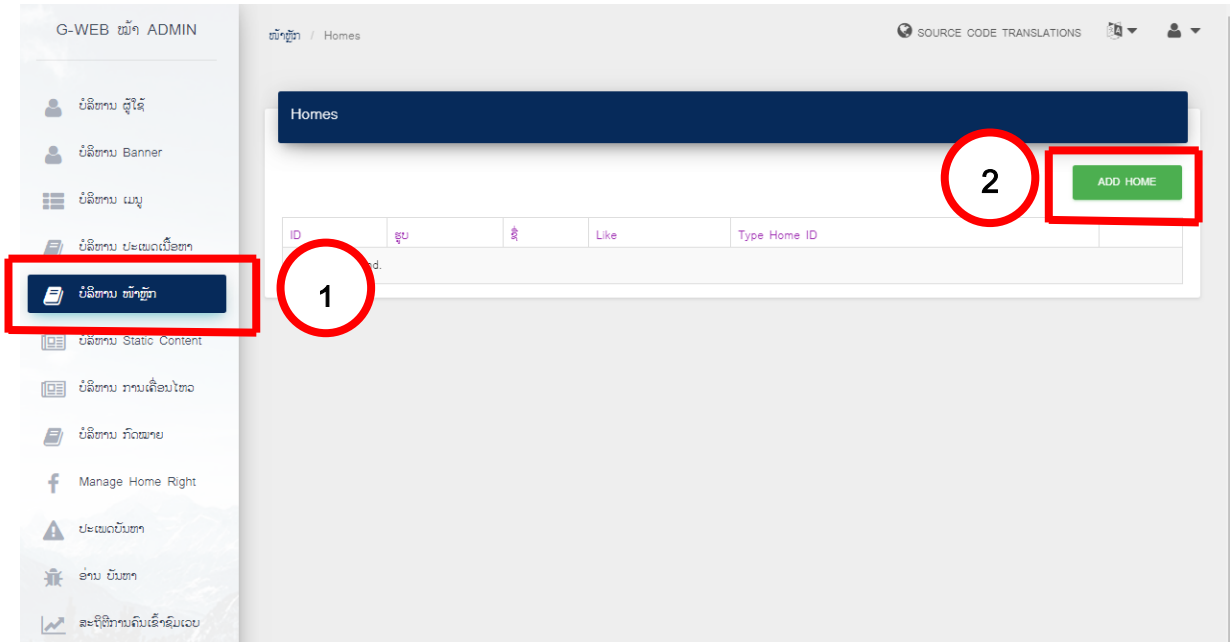 G-WEB ໝ້າ ADMIN
ໜ້າຫຼັກ / Homes
SOURCE CODE TRANSLATIONS
ບໍລິຫານ ຜູ້ໃຊ້
ບໍລິຫານ Banner
ບໍລິຫານ ເມນູ
ບໍລິຫານ ປະເພດເນື້ອຫາ
ບໍລິຫານ ໜ້າຫຼັກ
ບໍລິຫານ Static Content
ບໍລິຫານ ການເຄື່ອນໄຫວ
ບໍລິຫານ ກົດໝາຍ
Manage Home Right
ປະເພດບັນຫາ
ອ່ານ ບັນຫາ
ສະຖິຕິການຄົນເຂົ້າຊົມເວບ
Homes
2
ADD HOME
ID ຮູບ ຊື່ Like Type Home ID
1